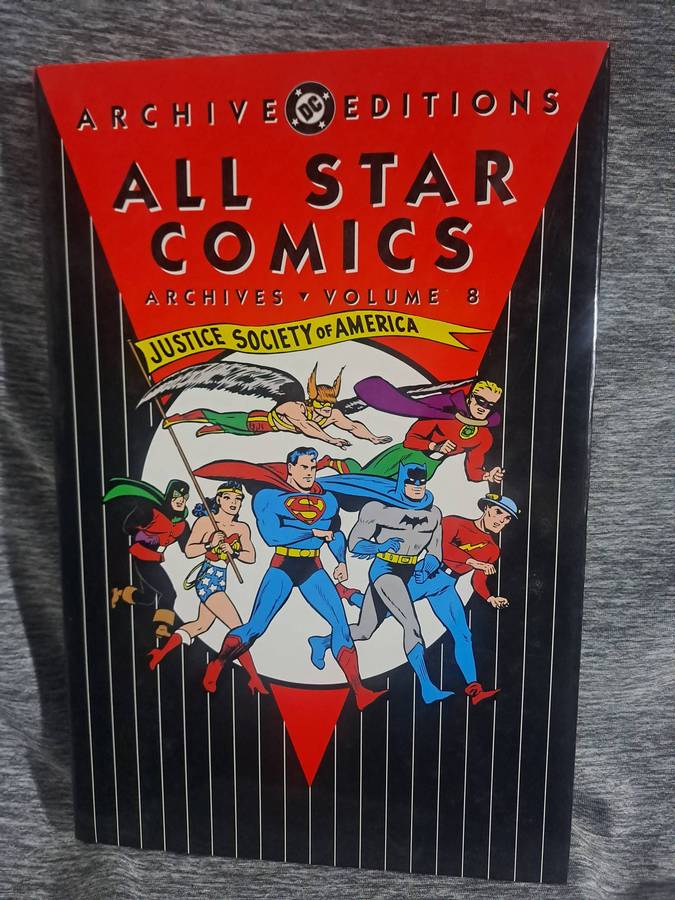 ARCHIVE DC EDITIONS
ALL STAR
COMICS
ARCHIVES ▾ VOLUME 8
JUSTICE SOCIETY OF AMERICA
S